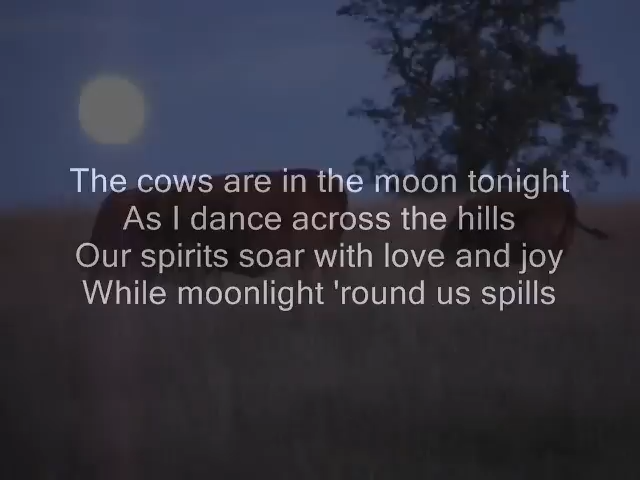 The cows are in the moon tonight
As I dance across the hills
Our spirits soar with love and joy
While moonlight 'round us spills